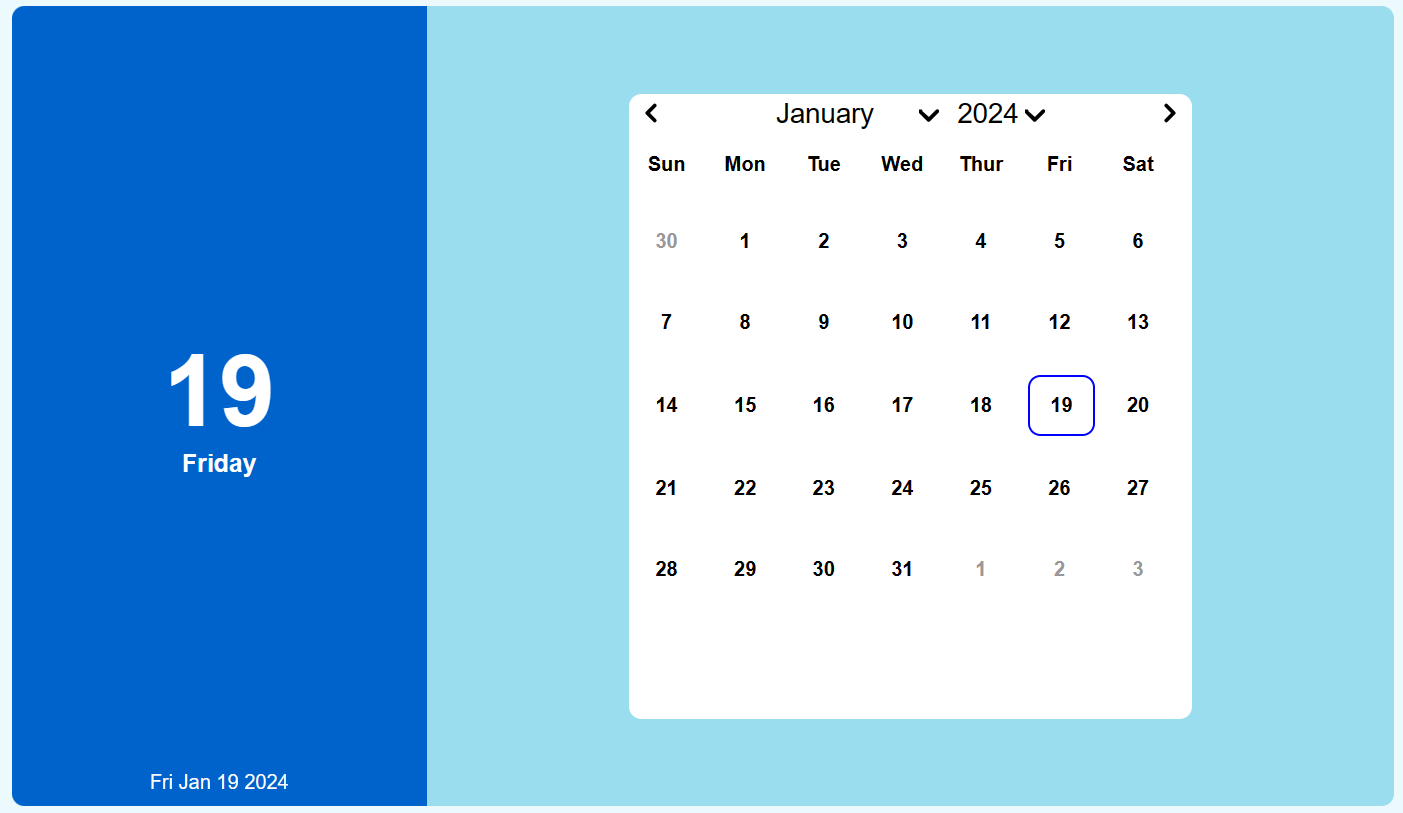 19
Friday
Fri Jan 19 2024
January 2024
Sun Mon Tue Wed Thur Fri Sat
30 1 2 3 4 5 6
7 8 9 10 11 12 13
14 15 16 17 18 19 20
21 22 23 24 25 26 27
28 29 30 31 1 2 3